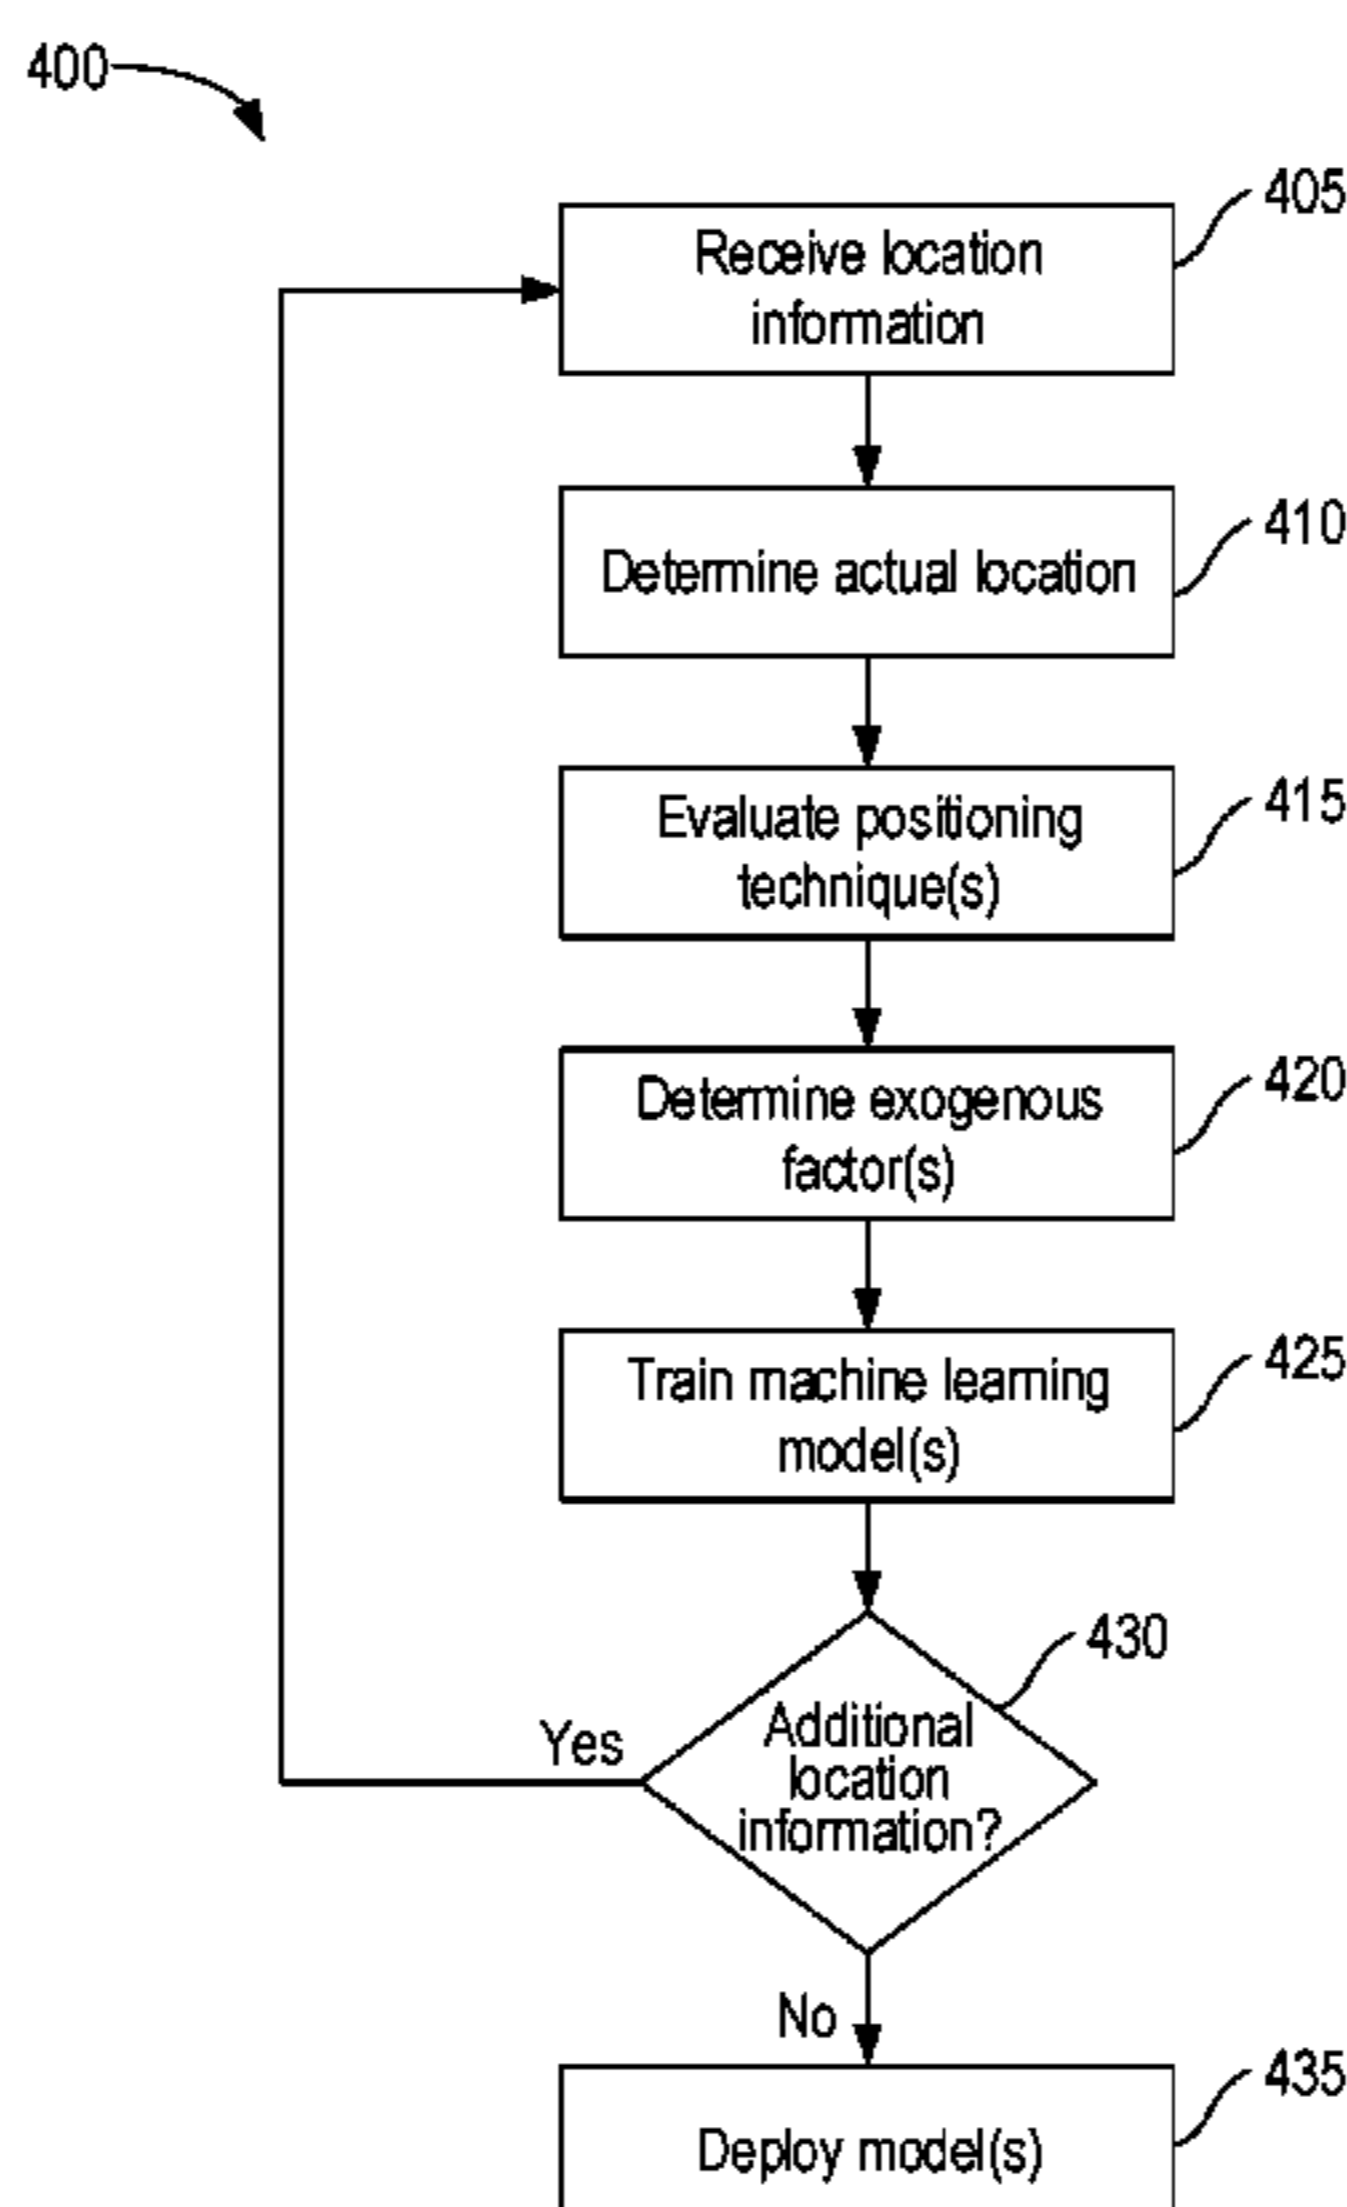 400
405
Receive location
information
410
Determine actual location
415
Evaluate positioning
technique(s)
420
Determine exogenous
factor(s)
425
Train machine learning
model(s)
430
Additional
location
information?
Yes
No
435
Deploy model(s)